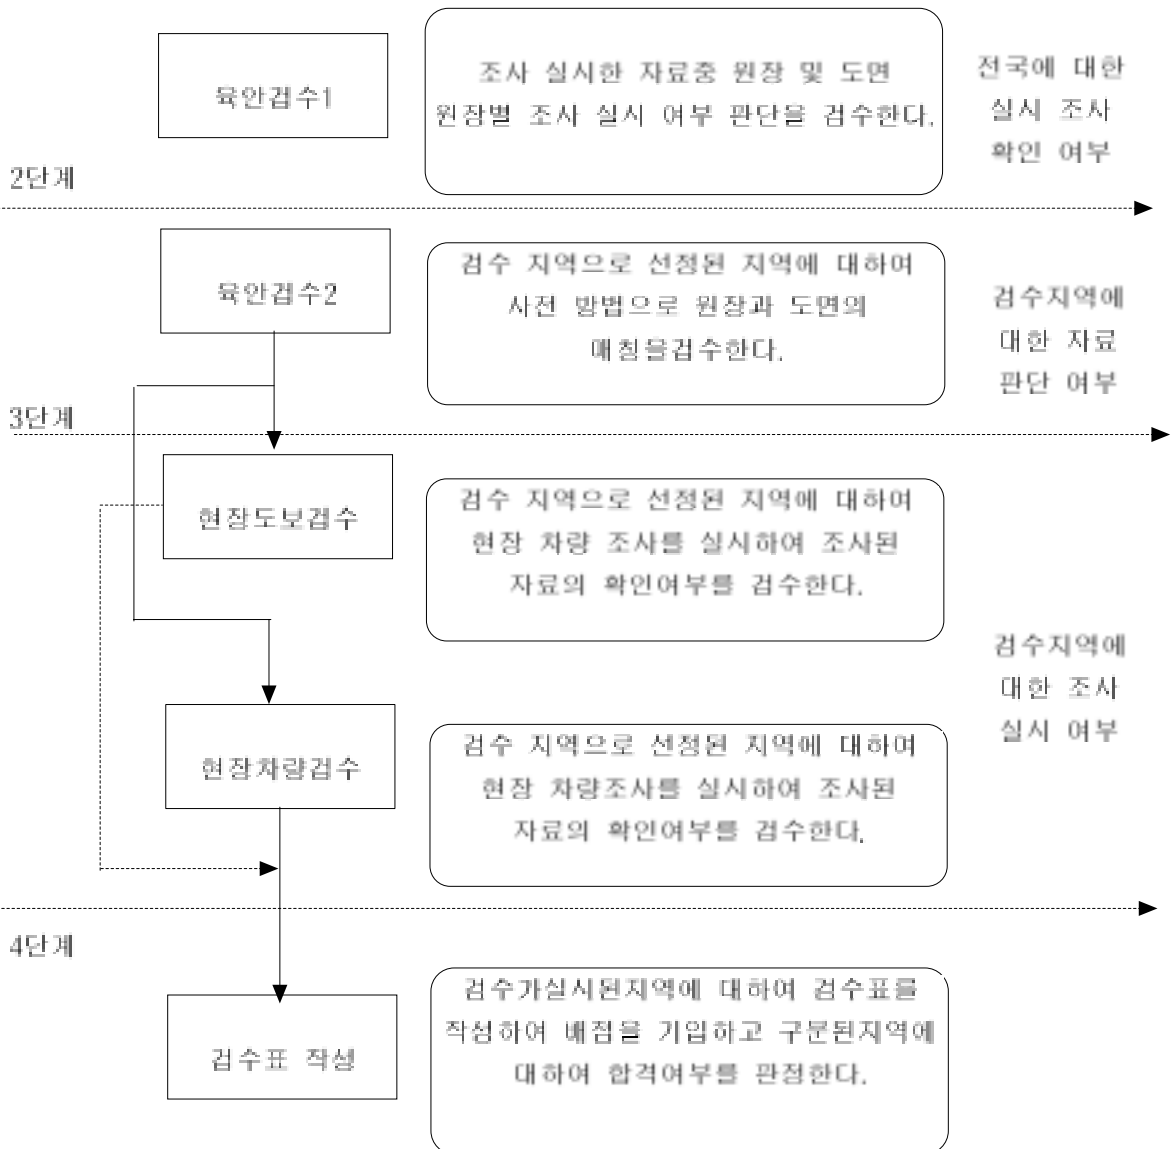 육안검수1
조사 실시한 자료중 원장 및 도면
원장별 조사 실시 여부 판단을 검수한다.
전국에 대한
실시 조사
확인 여부
2단계
육안검수2
검수 지역으로 선정된 지역에 대하여
사전 방법으로 원장과 도면의
매칭을검수한다.
검수지역에
대한 자료
판단 여부
3단계
현장도보검수
검수 지역으로 선정된 지역에 대하여
현장 차량 조사를 실시하여 조사된
자료의 확인여부를 검수한다.
검수지역에
대한 조사
실시 여부
현장차량검수
검수 지역으로 선정된 지역에 대하여
현장 차량조사를 실시하여 조사된
자료의 확인여부를 검수한다.
4단계
검수표 작성
검수가실시된지역에 대하여 검수표를
작성하여 배점을 기입하고 구분된지역에
대하여 합격여부를 판정한다.